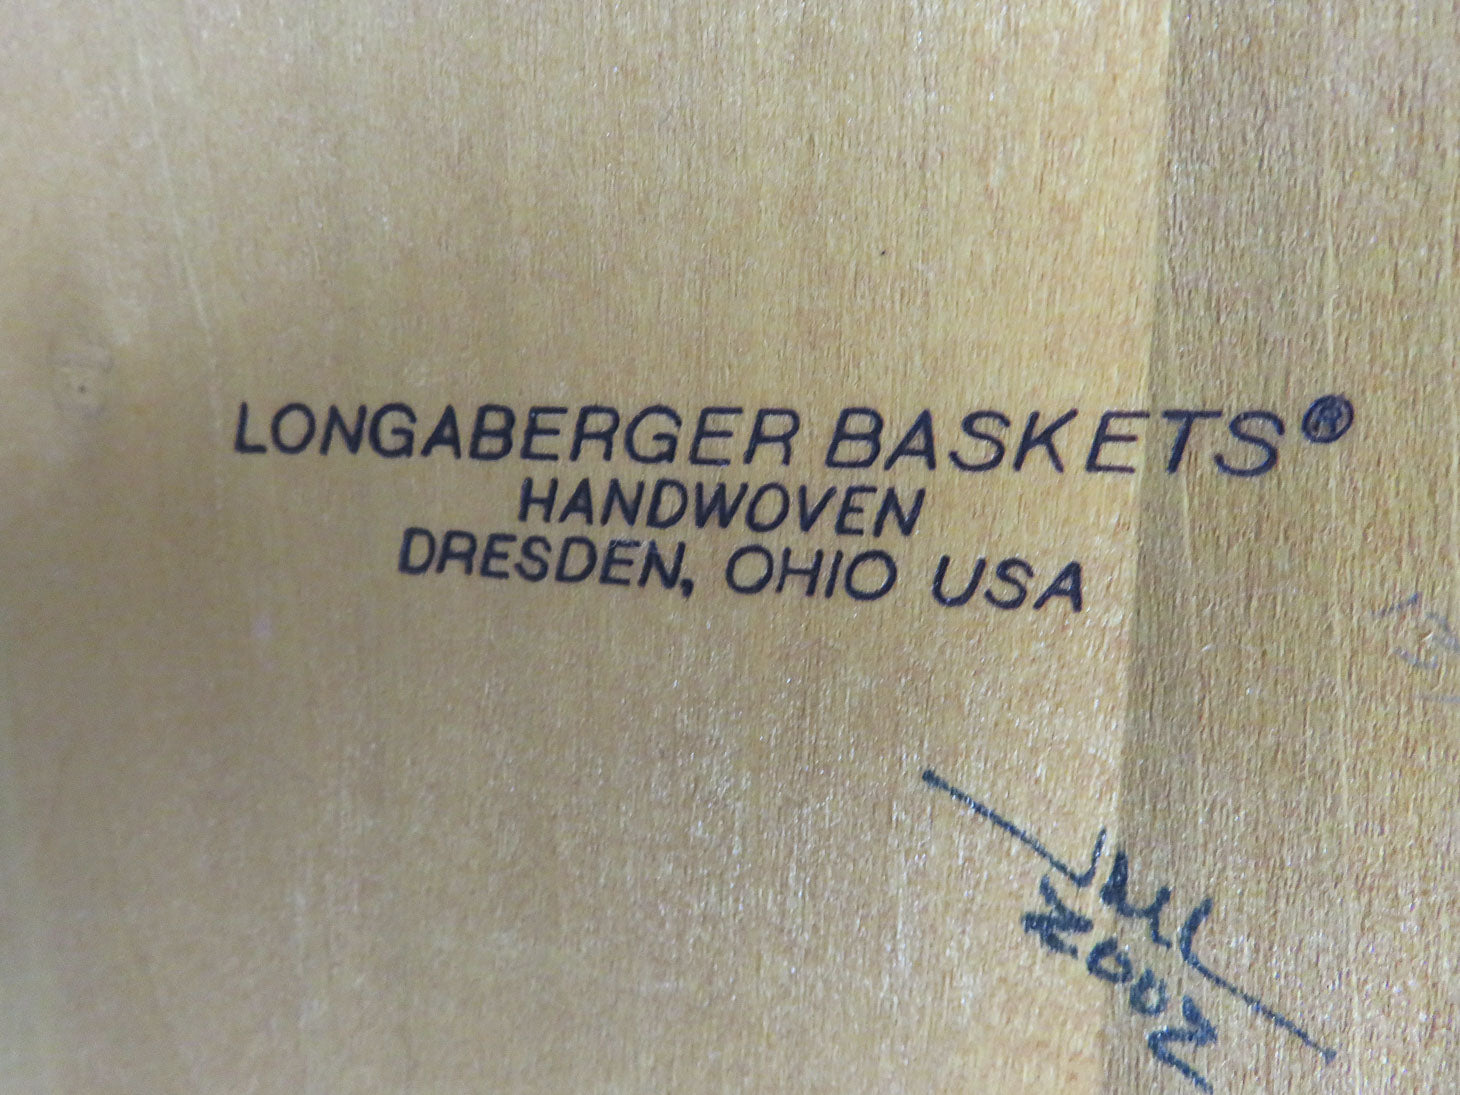 LONGABERGER BASKETS®
HANDWOVEN
DRESDEN, OHIO USA
2002